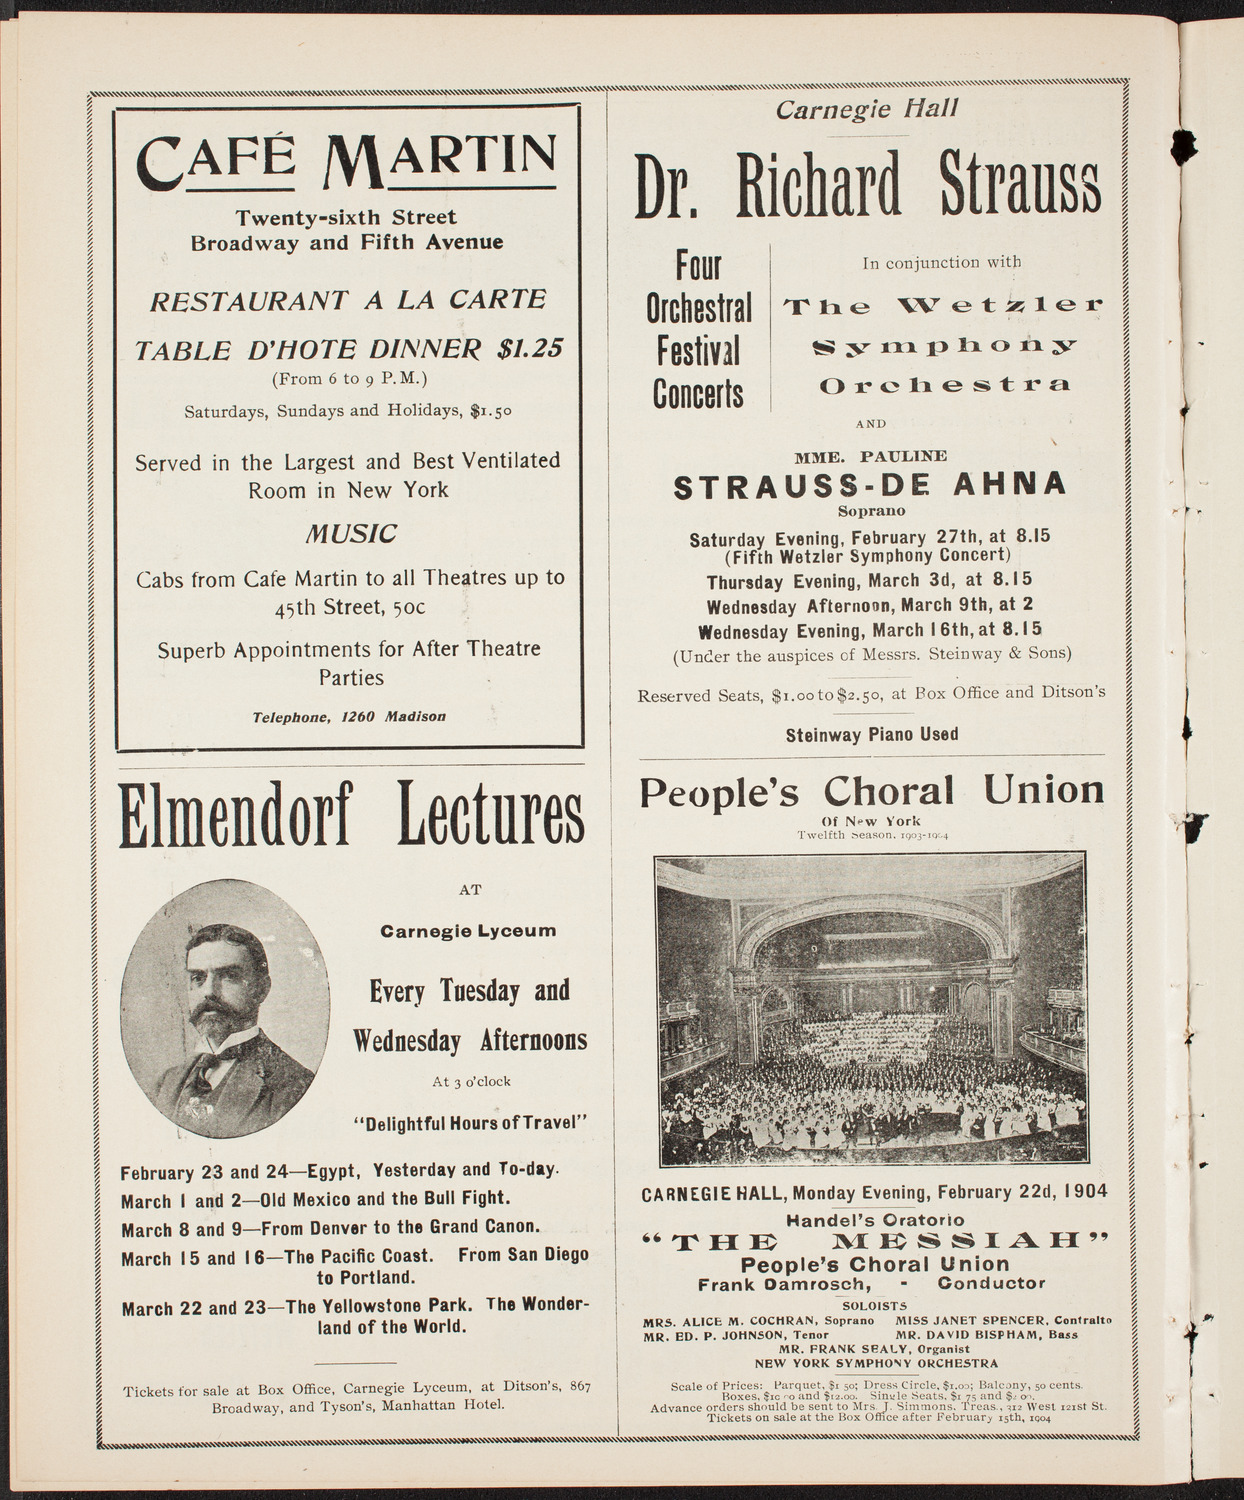 CAFÉ MARTIN
Twenty-sixth Street
Broadway and Fifth Avenue
RESTAURANT A LA CARTE
TABLE D'HOTE DINNER $1.25
(From 6 to 9 P.M.)
Saturdays, Sundays and Holidays, $1.50
Served in the Largest and Best Ventilated
Room in New York
MUSIC
Cabs from Cafe Martin to all Theatres up to
45th Street, 50c
Superb Appointments for After Theatre
Parties
Telephone, 1260 Madison
Elmendorf Lectures
AT
Carnegie Lyceum
Every Tuesday and
Wednesday Afternoons
At 3 o'clock
"Delightful Hours of Travel"
February 23 and 24—Egypt, Yesterday and To-day.
March 1 and 2—Old Mexico and the Bull Fight.
March 8 and 9—From Denver to the Grand Canon.
March 15 and 16—The Pacific Coast. From San Diego
to Portland.
March 22 and 23—The Yellowstone Park. The Wonder-
land of the World.
Tickets for sale at Box Office, Carnegie Lyceum, at Ditson's, 867
Broadway, and Tyson's, Manhattan Hotel.
Carnegie Hall
Dr. Richard Strauss
Four
Orchestral
Festival
Concerts
In conjunction with
The Wetzler
Symphony
Orchestra
AND
MME. PAULINE
STRAUSS-DE AHNA
Soprano
Saturday Evening, February 27th, at 8.15
(Fifth Wetzler Symphony Concert)
Thursday Evening, March 3d, at 8.15
Wednesday Afternoon, March 9th, at 2
Wednesday Evening, March 16th, at 8.15
(Under the auspices of Messrs. Steinway & Sons)
Reserved Seats, $1.00 to $2.50, at Box Office and Ditson's
Steinway Piano Used
People's Choral Union
Of New York
Twelfth Season, 1903-1904
CARNEGIE HALL, Monday Evening, February 22d, 1904
Handel's Oratorio
"THE MESSIAH"
People's Choral Union
Frank Damrosch, - Conductor
SOLOISTS
MRS. ALICE M. COCHRAN, Soprano MISS JANET SPENCER, Contralto
MR. ED. P. JOHNSON, Tenor MR. DAVID BISPHAM, Bass
MR. FRANK SEALY, Organist
NEW YORK SYMPHONY ORCHESTRA
Scale of Prices: Parquet, $1 50; Dress Circle, $1.00; Balcony, 50 cents.
Boxes, $10 00 and $12.00. Single Seats, $1 75 and $2 00.
Advance orders should be sent to Mrs. J. Simmons, Treas., 312 West 121st St.
Tickets on sale at the Box Office after February 15th, 1904